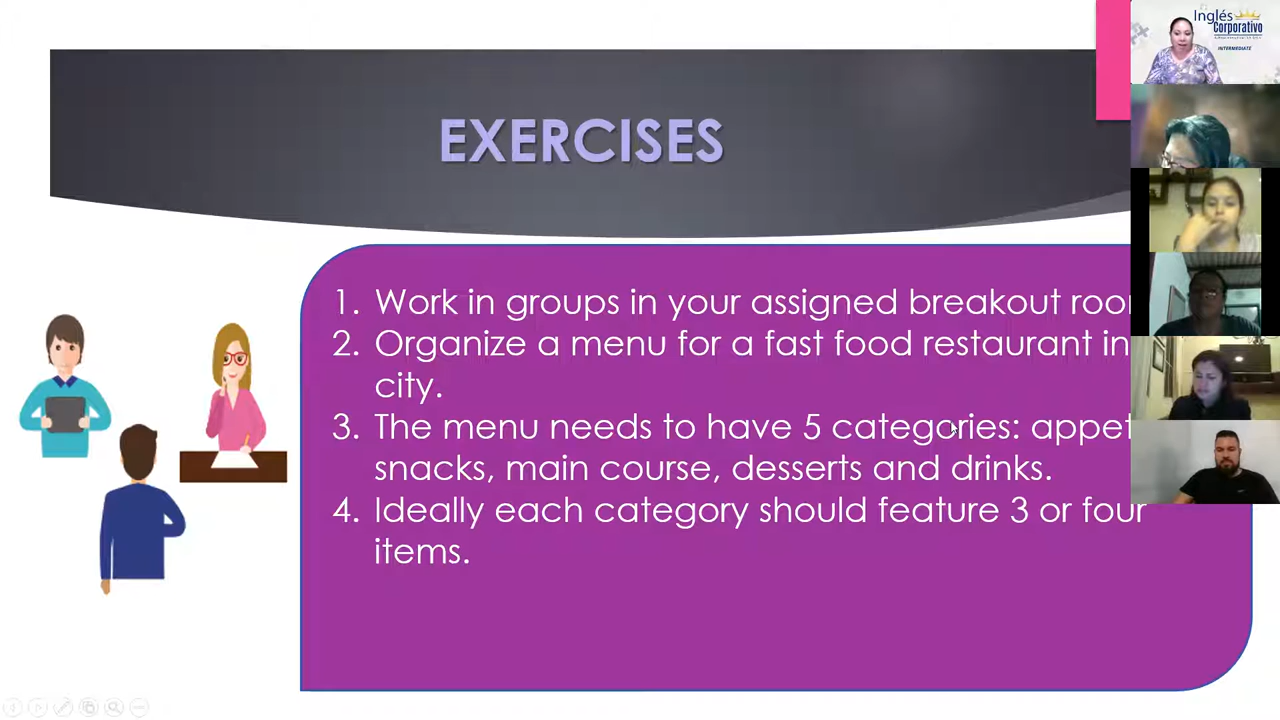 EXERCISES
1. Work in groups in your assigned breakout
2. Organize a menu for a fast food restaurant in
city.
3. The menu needs to have 5 categories:
snacks, main course, desserts and drinks.
4. Ideally each category should feature 3 or four
items.
Inglés
Corporativo
INTERMEDIATE